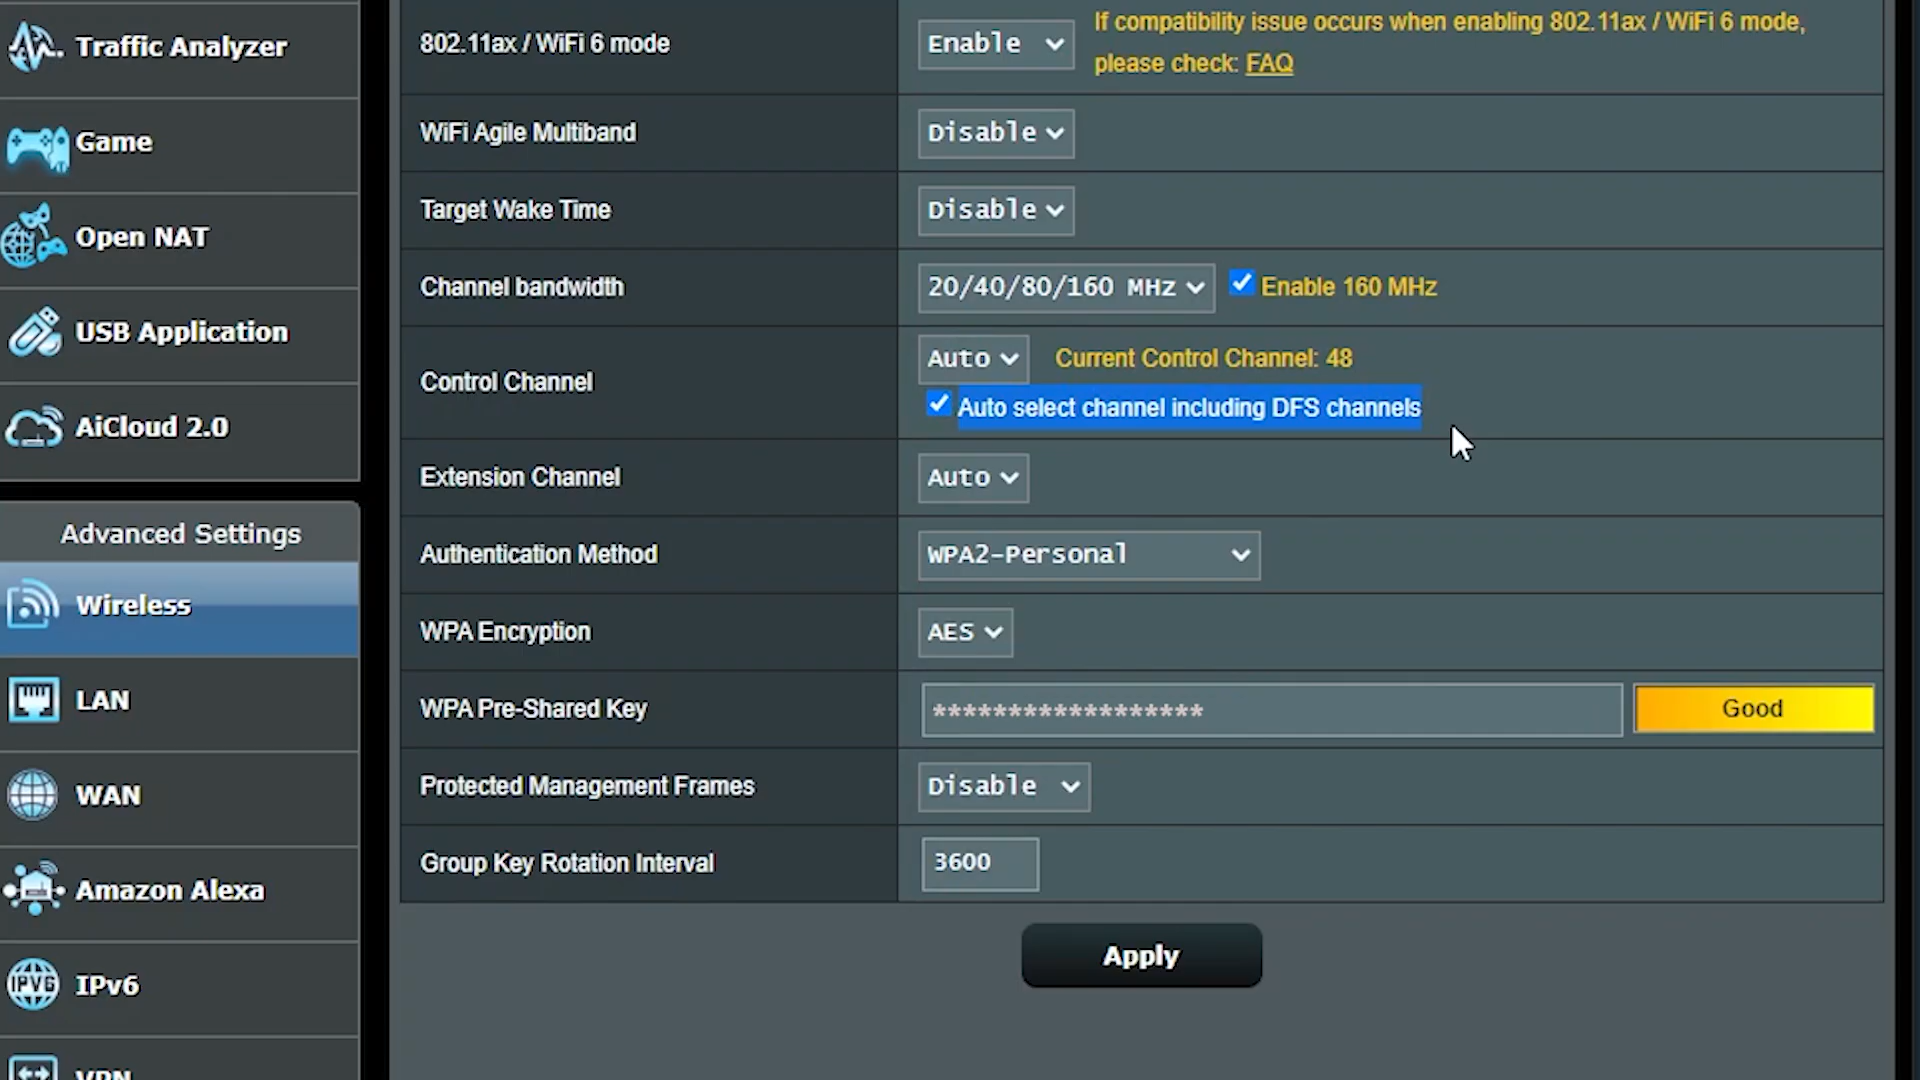 Traffic Analyzer
Game
Open NAT
USB Application
AiCloud 2.0
Advanced Settings
Wireless
LAN
WAN
Amazon Alexa
IPv6
VPN
802.11ax / WiFi 6 mode
Enable
If compatibility issue occurs when enabling 802.11ax / WiFi 6 mode,
please check: FAQ
WiFi Agile Multiband
Disable
Target Wake Time
Disable
Channel bandwidth
20/40/80/160 MHz
Enable 160 MHz
Control Channel
Auto
Current Control Channel: 48
Auto select channel including DFS channels
Extension Channel
Auto
Authentication Method
WPA2-Personal
WPA Encryption
AES
WPA Pre-Shared Key
******************
Good
Protected Management Frames
Disable
Group Key Rotation Interval
3600
Apply